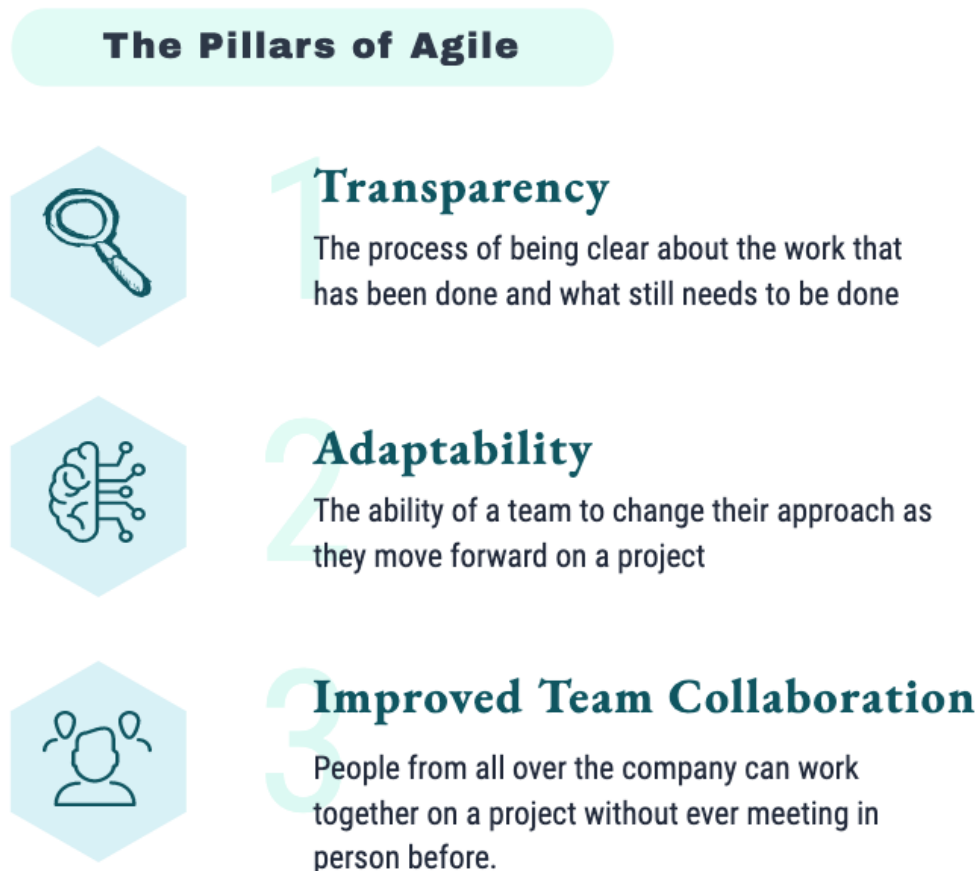 The Pillars of Agile
1
Transparency
The process of being clear about the work that
has been done and what still needs to be done
2
Adaptability
The ability of a team to change their approach as
they move forward on a project
3
Improved Team Collaboration
People from all over the company can work
together on a project without ever meeting in
person before.